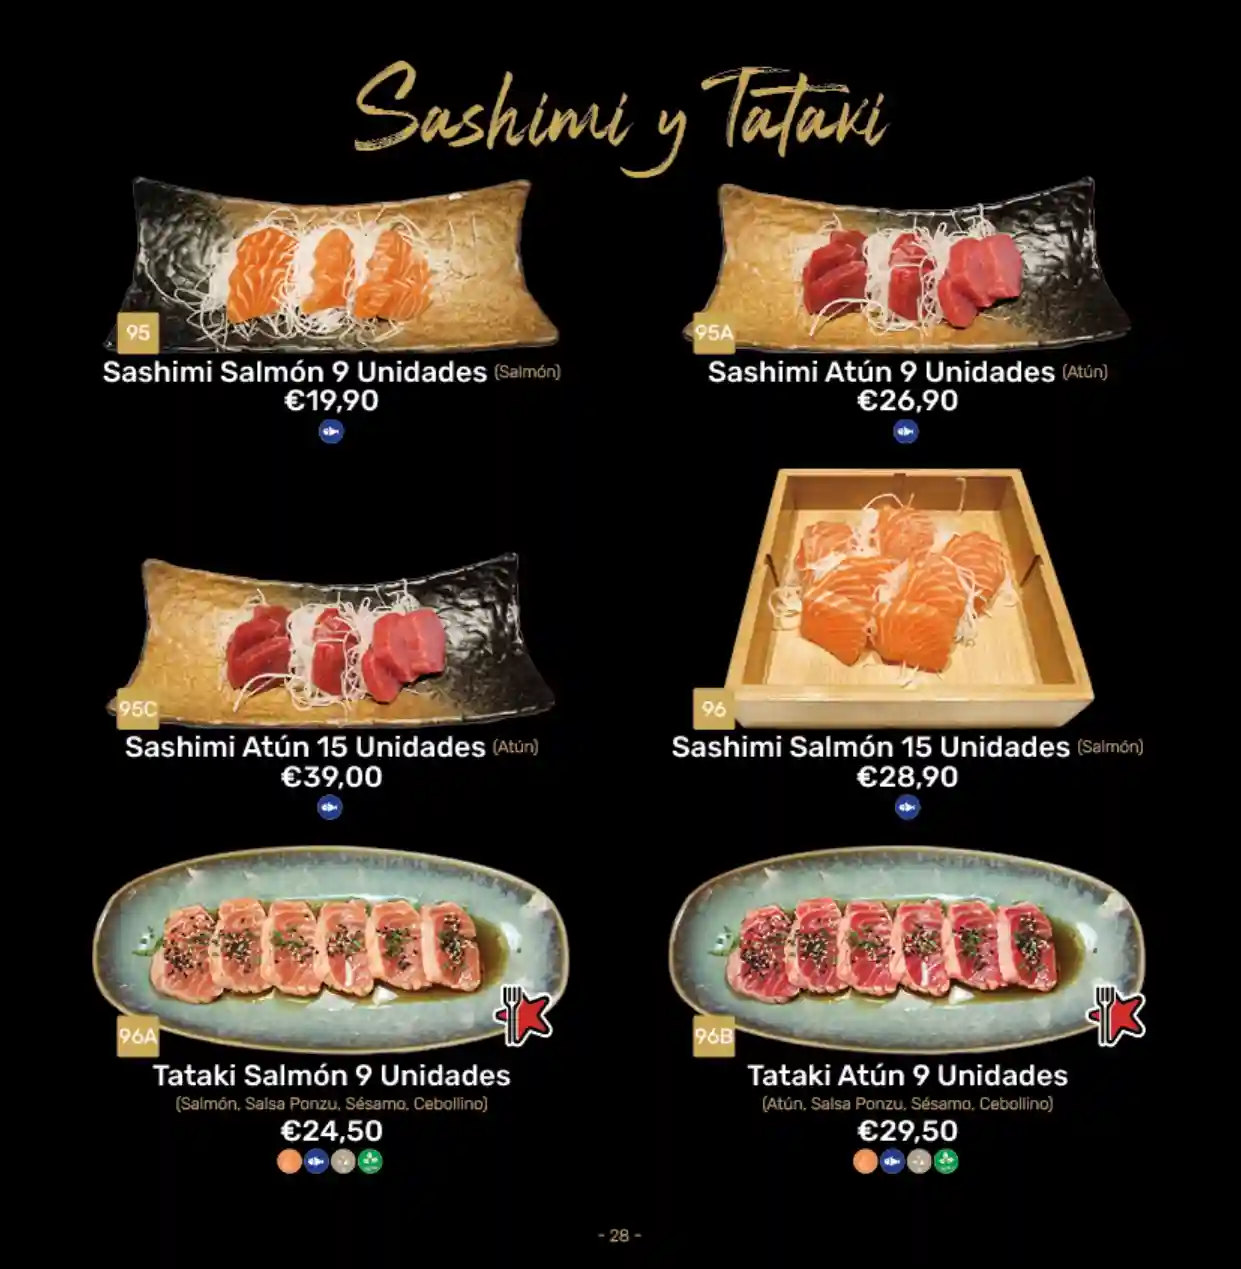 Sashimi y Tataki
95
Sashimi Salmón 9 Unidades (Salmón)
€19,90
95A
Sashimi Atún 9 Unidades (Atún)
€26,90
95C
Sashimi Atún 15 Unidades (Atún)
€39,00
96
Sashimi Salmón 15 Unidades (Salmón)
€28,90
96A
Tataki Salmón 9 Unidades
(Salmón, Salsa Ponzu, Sésamo, Cebollino)
€24,50
96B
Tataki Atún 9 Unidades
(Atún, Salsa Ponzu, Sésamo, Cebollino)
€29,50
- 28 -